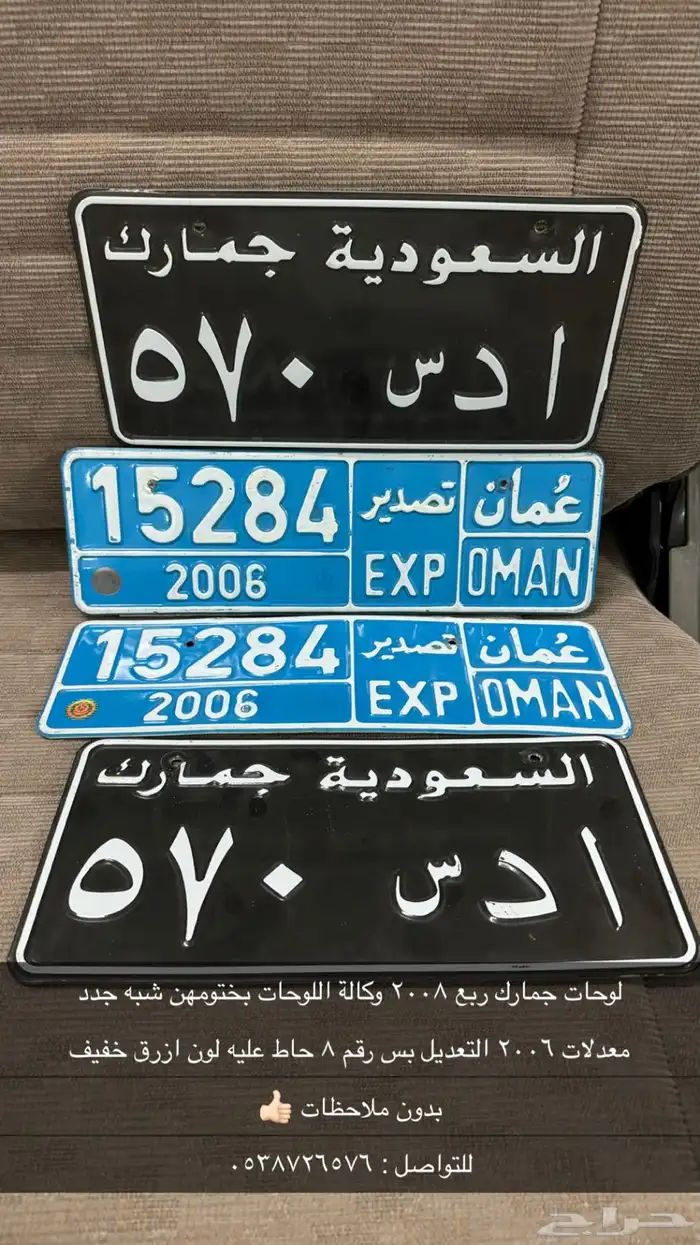 السعودية جمارك
ا د س ٥٧٠
15284 تصدير عُمان
2006 EXP OMAN
15284 تصدير عُمان
2006 EXP OMAN
السعودية جمارك
ا د س ٥٧٠
لوحات جمارك ربع ٢٠٠٨ وكالة اللوحات بختومهن شبه جدد
معدلات ٢٠٠٦ التعديل بس رقم ٨ حاط عليه لون ازرق خفيف
بدون ملاحظات 👍🏻
للتواصل : ٠٥٣٨٧٢٦٥٧٦
حراج